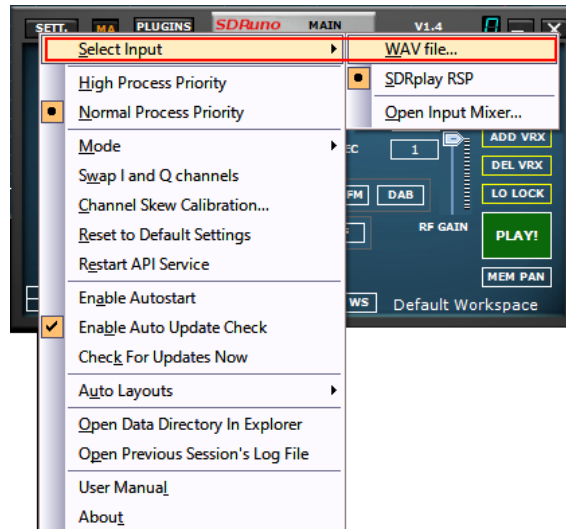 SETT. MA PLUGINS SDRuno MAIN V1.4
Select Input
WAV file...
SDRplay RSP
Open Input Mixer...
High Process Priority
Normal Process Priority
Mode
Swap I and Q channels
Channel Skew Calibration...
Reset to Default Settings
Restart API Service
Enable Autostart
Enable Auto Update Check
Check For Updates Now
Auto Layouts
Open Data Directory In Explorer
Open Previous Session's Log File
User Manual
About
EC 1 ADD VRX
DEL VRX
FM DAB LO LOCK
RF GAIN PLAY!
MEM PAN
WS Default Workspace